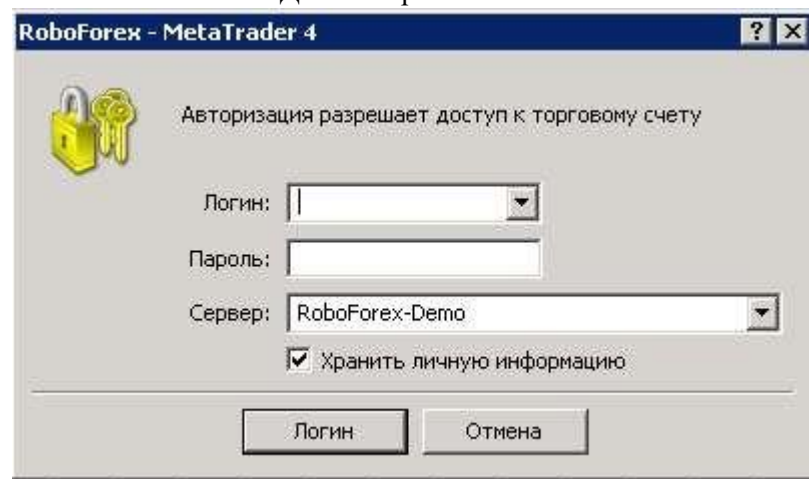 RoboForex - MetaTrader 4
Авторизация разрешает доступ к торговому счету
Логин:
Пароль:
Сервер: RoboForex-Demo
Хранить личную информацию
Логин Отмена